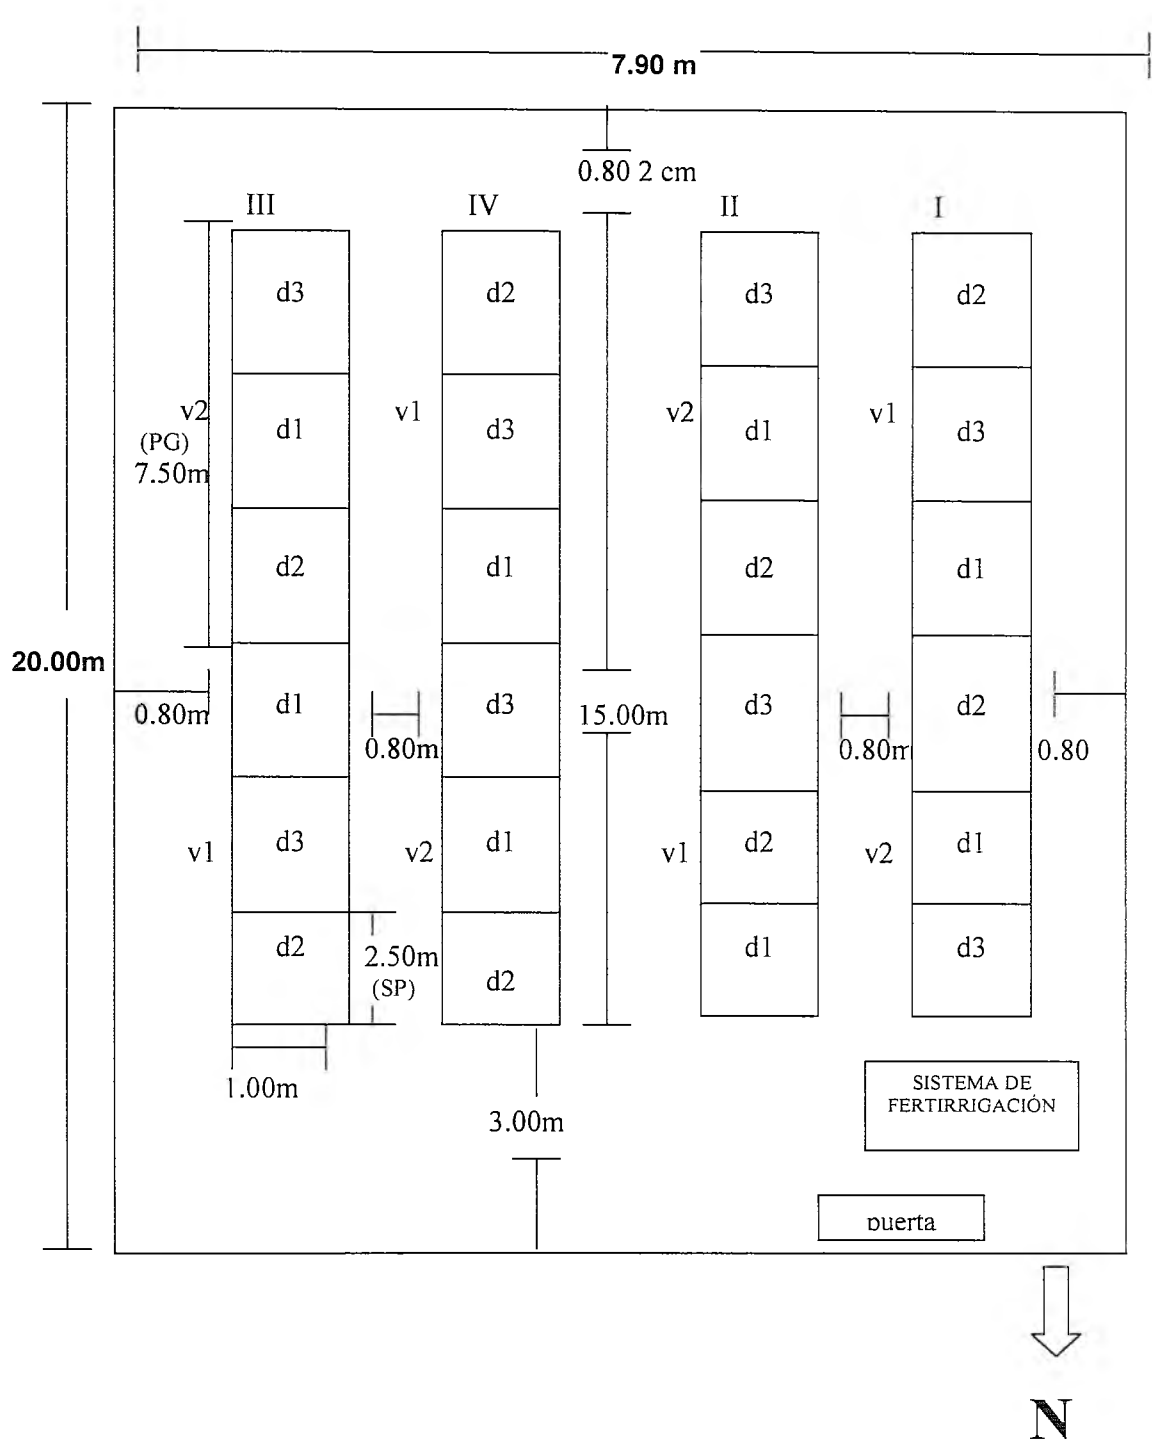 7.90 m
0.80 2 cm
III IV II I
d3 d2 d3 d2
v2 v1 v2 v1
(PG)
7.50m
d1 d3 d1 d3
d2 d1 d2 d1
20.00m
d1 d3 d3 d2
0.80m 15.00m
0.80m 0.80m 0.80
v1 d3 v2 d1 v1 d2 v2 d1
d2 2.50m d2 d1 d3
(SP)
1.00m
SISTEMA DE
FERTIRRIGACIÓN
3.00m
puerta
N